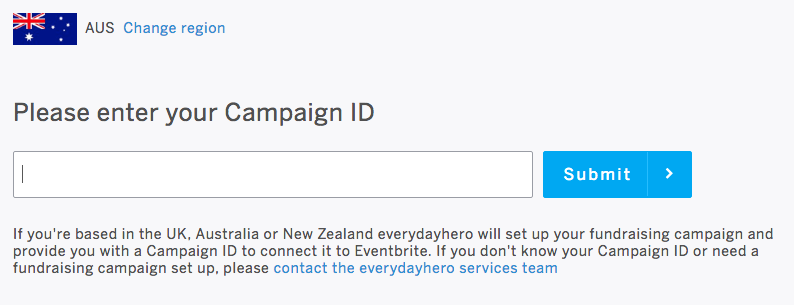 AUS Change region
Please enter your Campaign ID
Submit
If you're based in the UK, Australia or New Zealand everydayhero will set up your fundraising campaign and
provide you with a Campaign ID to connect it to Eventbrite. If you don't know your Campaign ID or need a
fundraising campaign set up, please contact the everydayhero services team